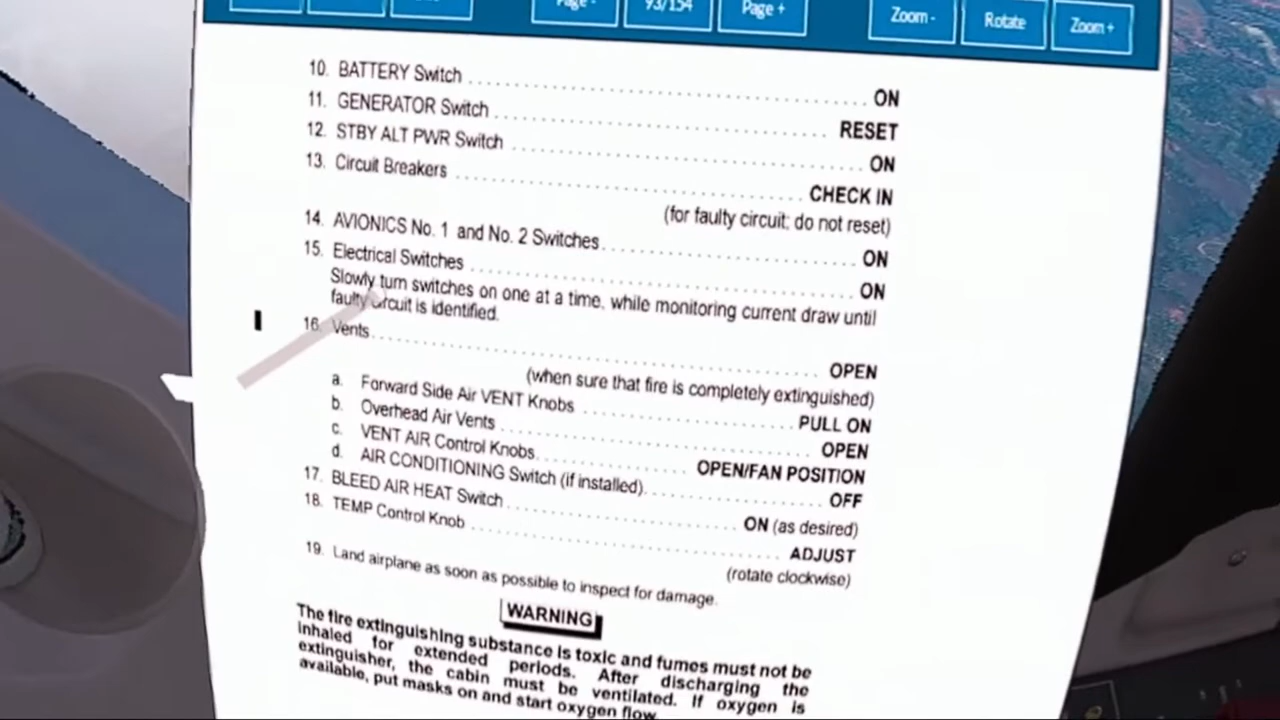 Page -
93/154
Page +
Zoom -
Rotate
Zoom +
10. BATTERY Switch ON
11. GENERATOR Switch RESET
12. STBY ALT PWR Switch ON
13. Circuit Breakers CHECK IN
(for faulty circuit; do not reset)
14. AVIONICS No. 1 and No. 2 Switches ON
15. Electrical Switches ON
Slowly turn switches on one at a time, while monitoring current draw until
faulty circuit is identified.
16. Vents OPEN
(when sure that fire is completely extinguished)
a. Forward Side Air VENT Knobs PULL ON
b. Overhead Air Vents OPEN
c. VENT AIR Control Knobs OPEN/FAN POSITION
d. AIR CONDITIONING Switch (if installed) OFF
17. BLEED AIR HEAT Switch ON (as desired)
18. TEMP Control Knob ADJUST
(rotate clockwise)
19. Land airplane as soon as possible to inspect for damage.
WARNING
The fire extinguishing substance is toxic and fumes must not be
inhaled for extended periods. After discharging the
extinguisher, the cabin must be ventilated. If oxygen is
available, put masks on and start oxygen flow.